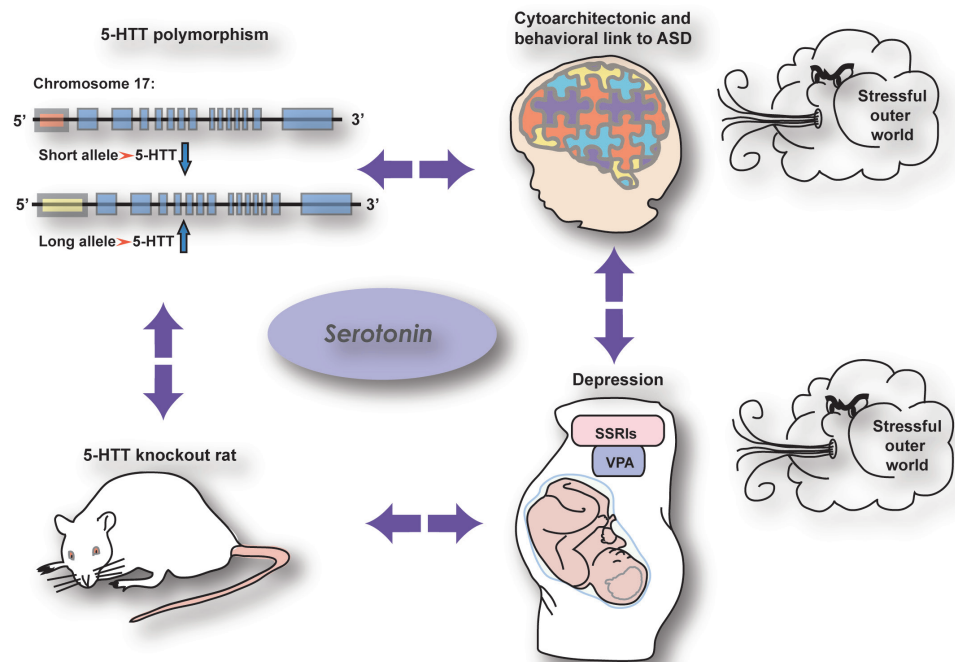 5-HTT polymorphism
Chromosome 17:
5' 3'
Short allele 5-HTT
5' 3'
Long allele 5-HTT
Cytoarchitectonic and
behavioral link to ASD
Stressful
outer
world
Serotonin
5-HTT knockout rat
Depression
SSRIs
VPA
Stressful
outer
world